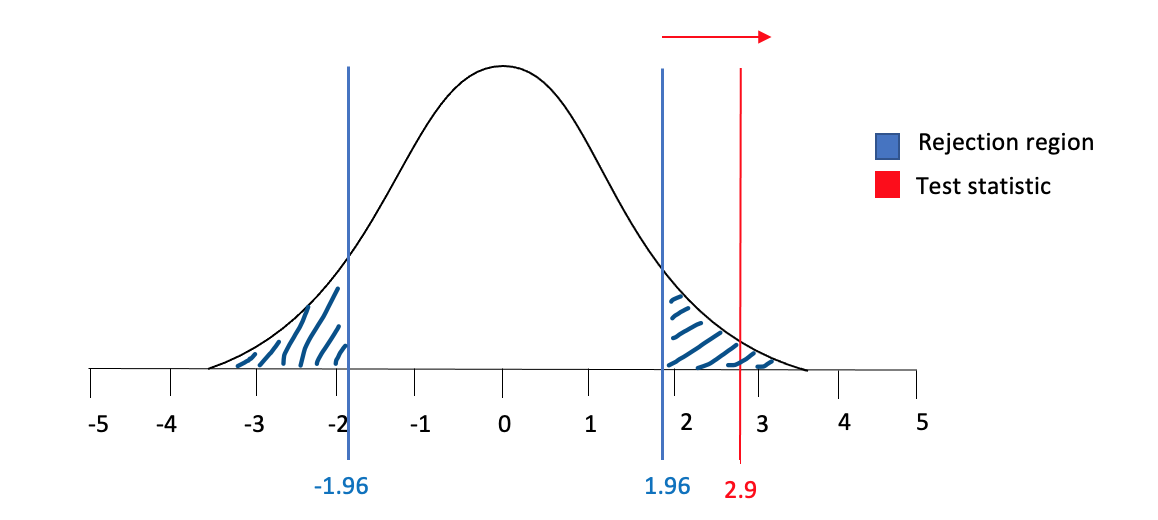 Rejection region
Test statistic
-5 -4 -3 -2 -1 0 1 2 3 4 5
-1.96 1.96 2.9